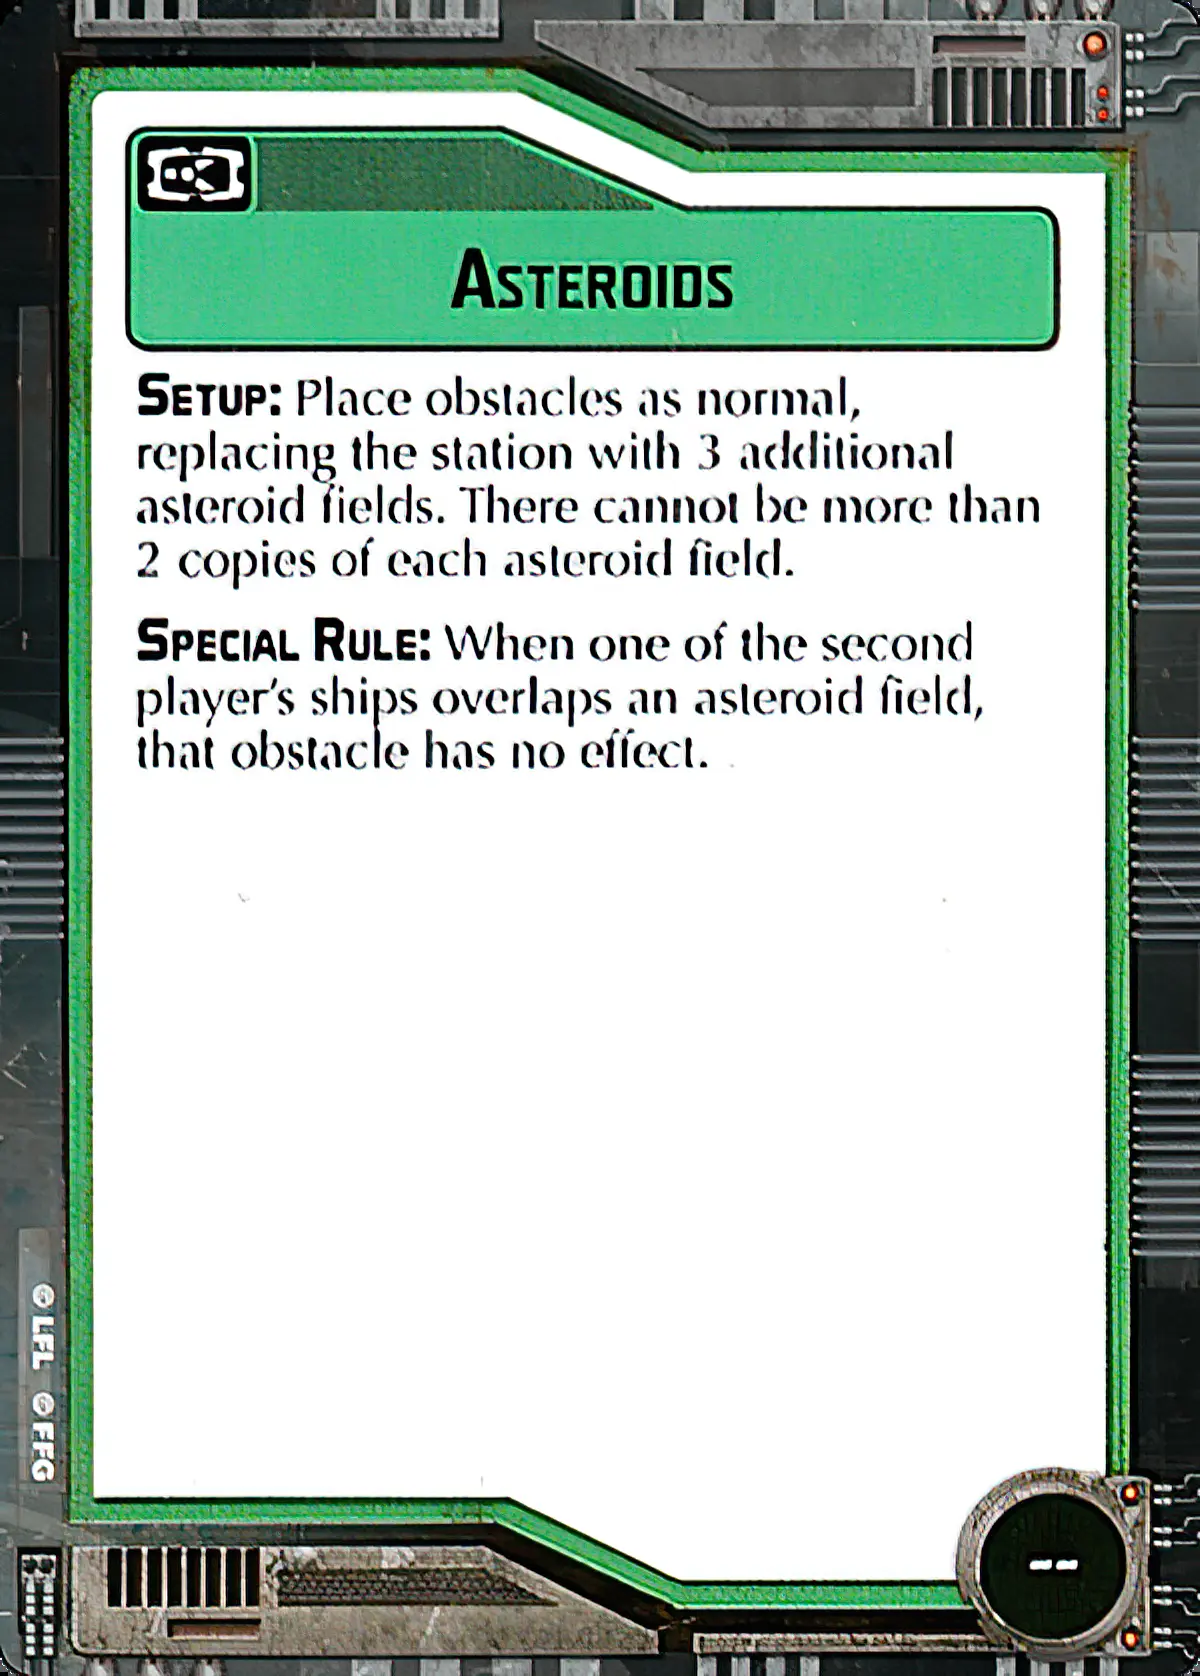 Asteroids
Setup: Place obstacles as normal,
replacing the station with 3 additional
asteroid fields. There cannot be more than
2 copies of each asteroid field.
Special Rule: When one of the second
player's ships overlaps an asteroid field,
that obstacle has no effect.
--
© LFL © FFG